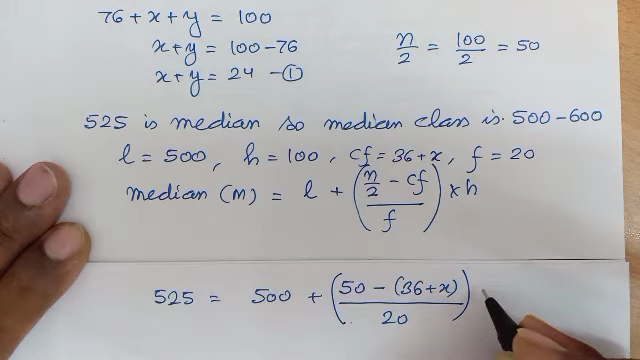 76 + x + y = 100
x + y = 100 - 76
n/2 = 100/2 = 50
x + y = 24 - ①
525 is median so median class is 500 - 600
l = 500, h = 100, cf = 36 + x, f = 20
median (M) = l + ((n/2 - cf)/f) × h
525 = 500 + ((50 - (36 + x))/20)